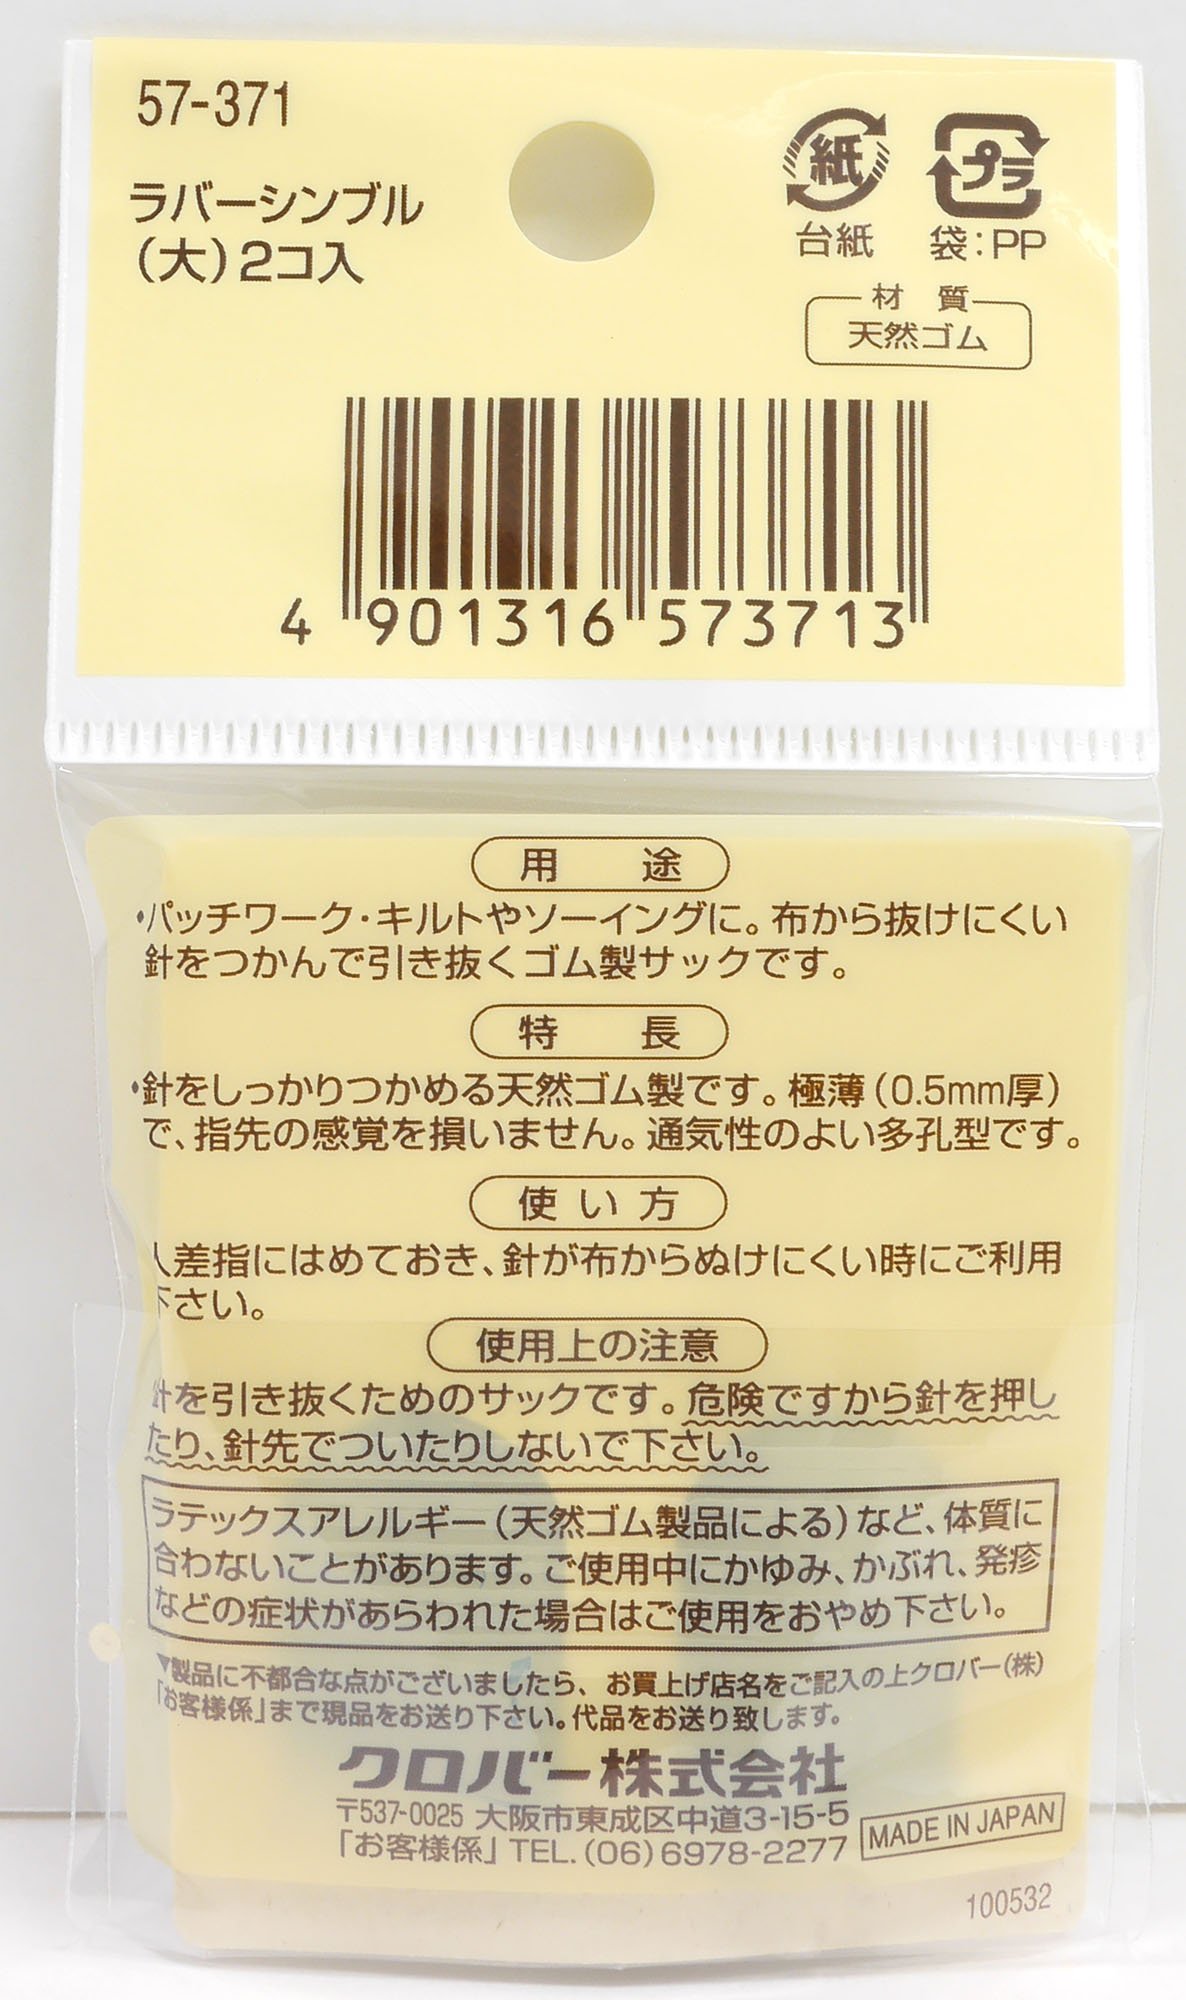 57-371
ラバーシンブル
(大)2コ入
紙
台紙
プラ
袋:PP
材 質
天然ゴム
4 901316 573713
用 途
・パッチワーク・キルトやソーイングに。布から抜けにくい
針をつかんで引き抜くゴム製サックです。
特 長
・針をしっかりつかめる天然ゴム製です。極薄(0.5mm厚)
で、指先の感覚を損いません。通気性のよい多孔型です。
使い方
人差指にはめておき、針が布からぬけにくい時にご利用
下さい。
使用上の注意
針を引き抜くためのサックです。危険ですから針を押し
たり、針先でついたりしないで下さい。
ラテックスアレルギー(天然ゴム製品による)など、体質に
合わないことがあります。ご使用中にかゆみ、かぶれ、発疹
などの症状があらわれた場合はご使用をおやめ下さい。
▼製品に不都合な点がございましたら、お買上げ店名をご記入の上クロバー(株)
「お客様係」まで現品をお送り下さい。代品をお送り致します。
クロバー株式会社
〒537-0025 大阪市東成区中道3-15-5
「お客様係」TEL.(06)6978-2277
MADE IN JAPAN
100532